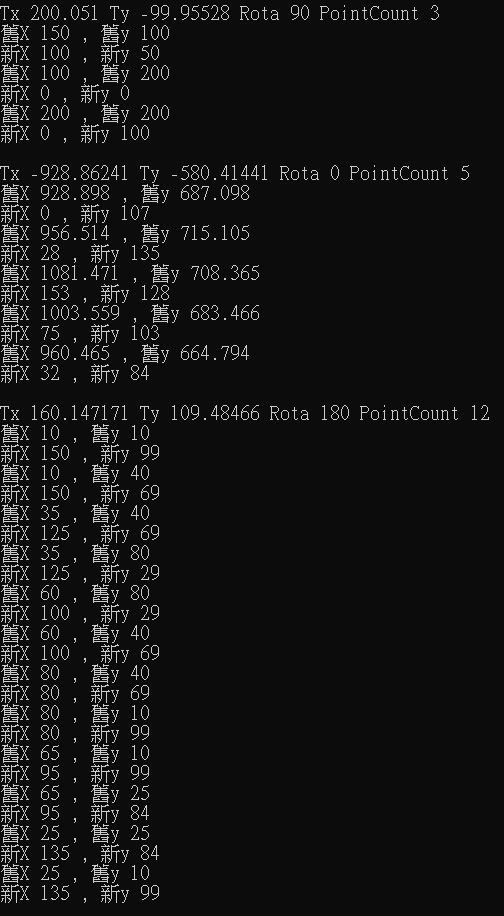 Tx 200.051 Ty -99.95528 Rota 90 PointCount 3
舊X 150 , 舊y 100
新X 100 , 新y 50
舊X 100 , 舊y 200
新X 0 , 新y 0
舊X 200 , 舊y 200
新X 0 , 新y 100
Tx -928.86241 Ty -580.41441 Rota 0 PointCount 5
舊X 928.898 , 舊y 687.098
新X 0 , 新y 107
舊X 956.514 , 舊y 715.105
新X 28 , 新y 135
舊X 1081.471 , 舊y 708.365
新X 153 , 新y 128
舊X 1003.559 , 舊y 683.466
新X 75 , 新y 103
舊X 960.465 , 舊y 664.794
新X 32 , 新y 84
Tx 160.147171 Ty 109.48466 Rota 180 PointCount 12
舊X 10 , 舊y 10
新X 150 , 新y 99
舊X 10 , 舊y 40
新X 150 , 新y 69
舊X 35 , 舊y 40
新X 125 , 新y 69
舊X 35 , 舊y 80
新X 125 , 新y 29
舊X 60 , 舊y 80
新X 100 , 新y 29
舊X 60 , 舊y 40
新X 100 , 新y 69
舊X 80 , 舊y 40
新X 80 , 新y 69
舊X 80 , 舊y 10
新X 80 , 新y 99
舊X 65 , 舊y 10
新X 95 , 新y 99
舊X 65 , 舊y 25
新X 95 , 新y 84
舊X 25 , 舊y 25
新X 135 , 新y 84
舊X 25 , 舊y 10
新X 135 , 新y 99